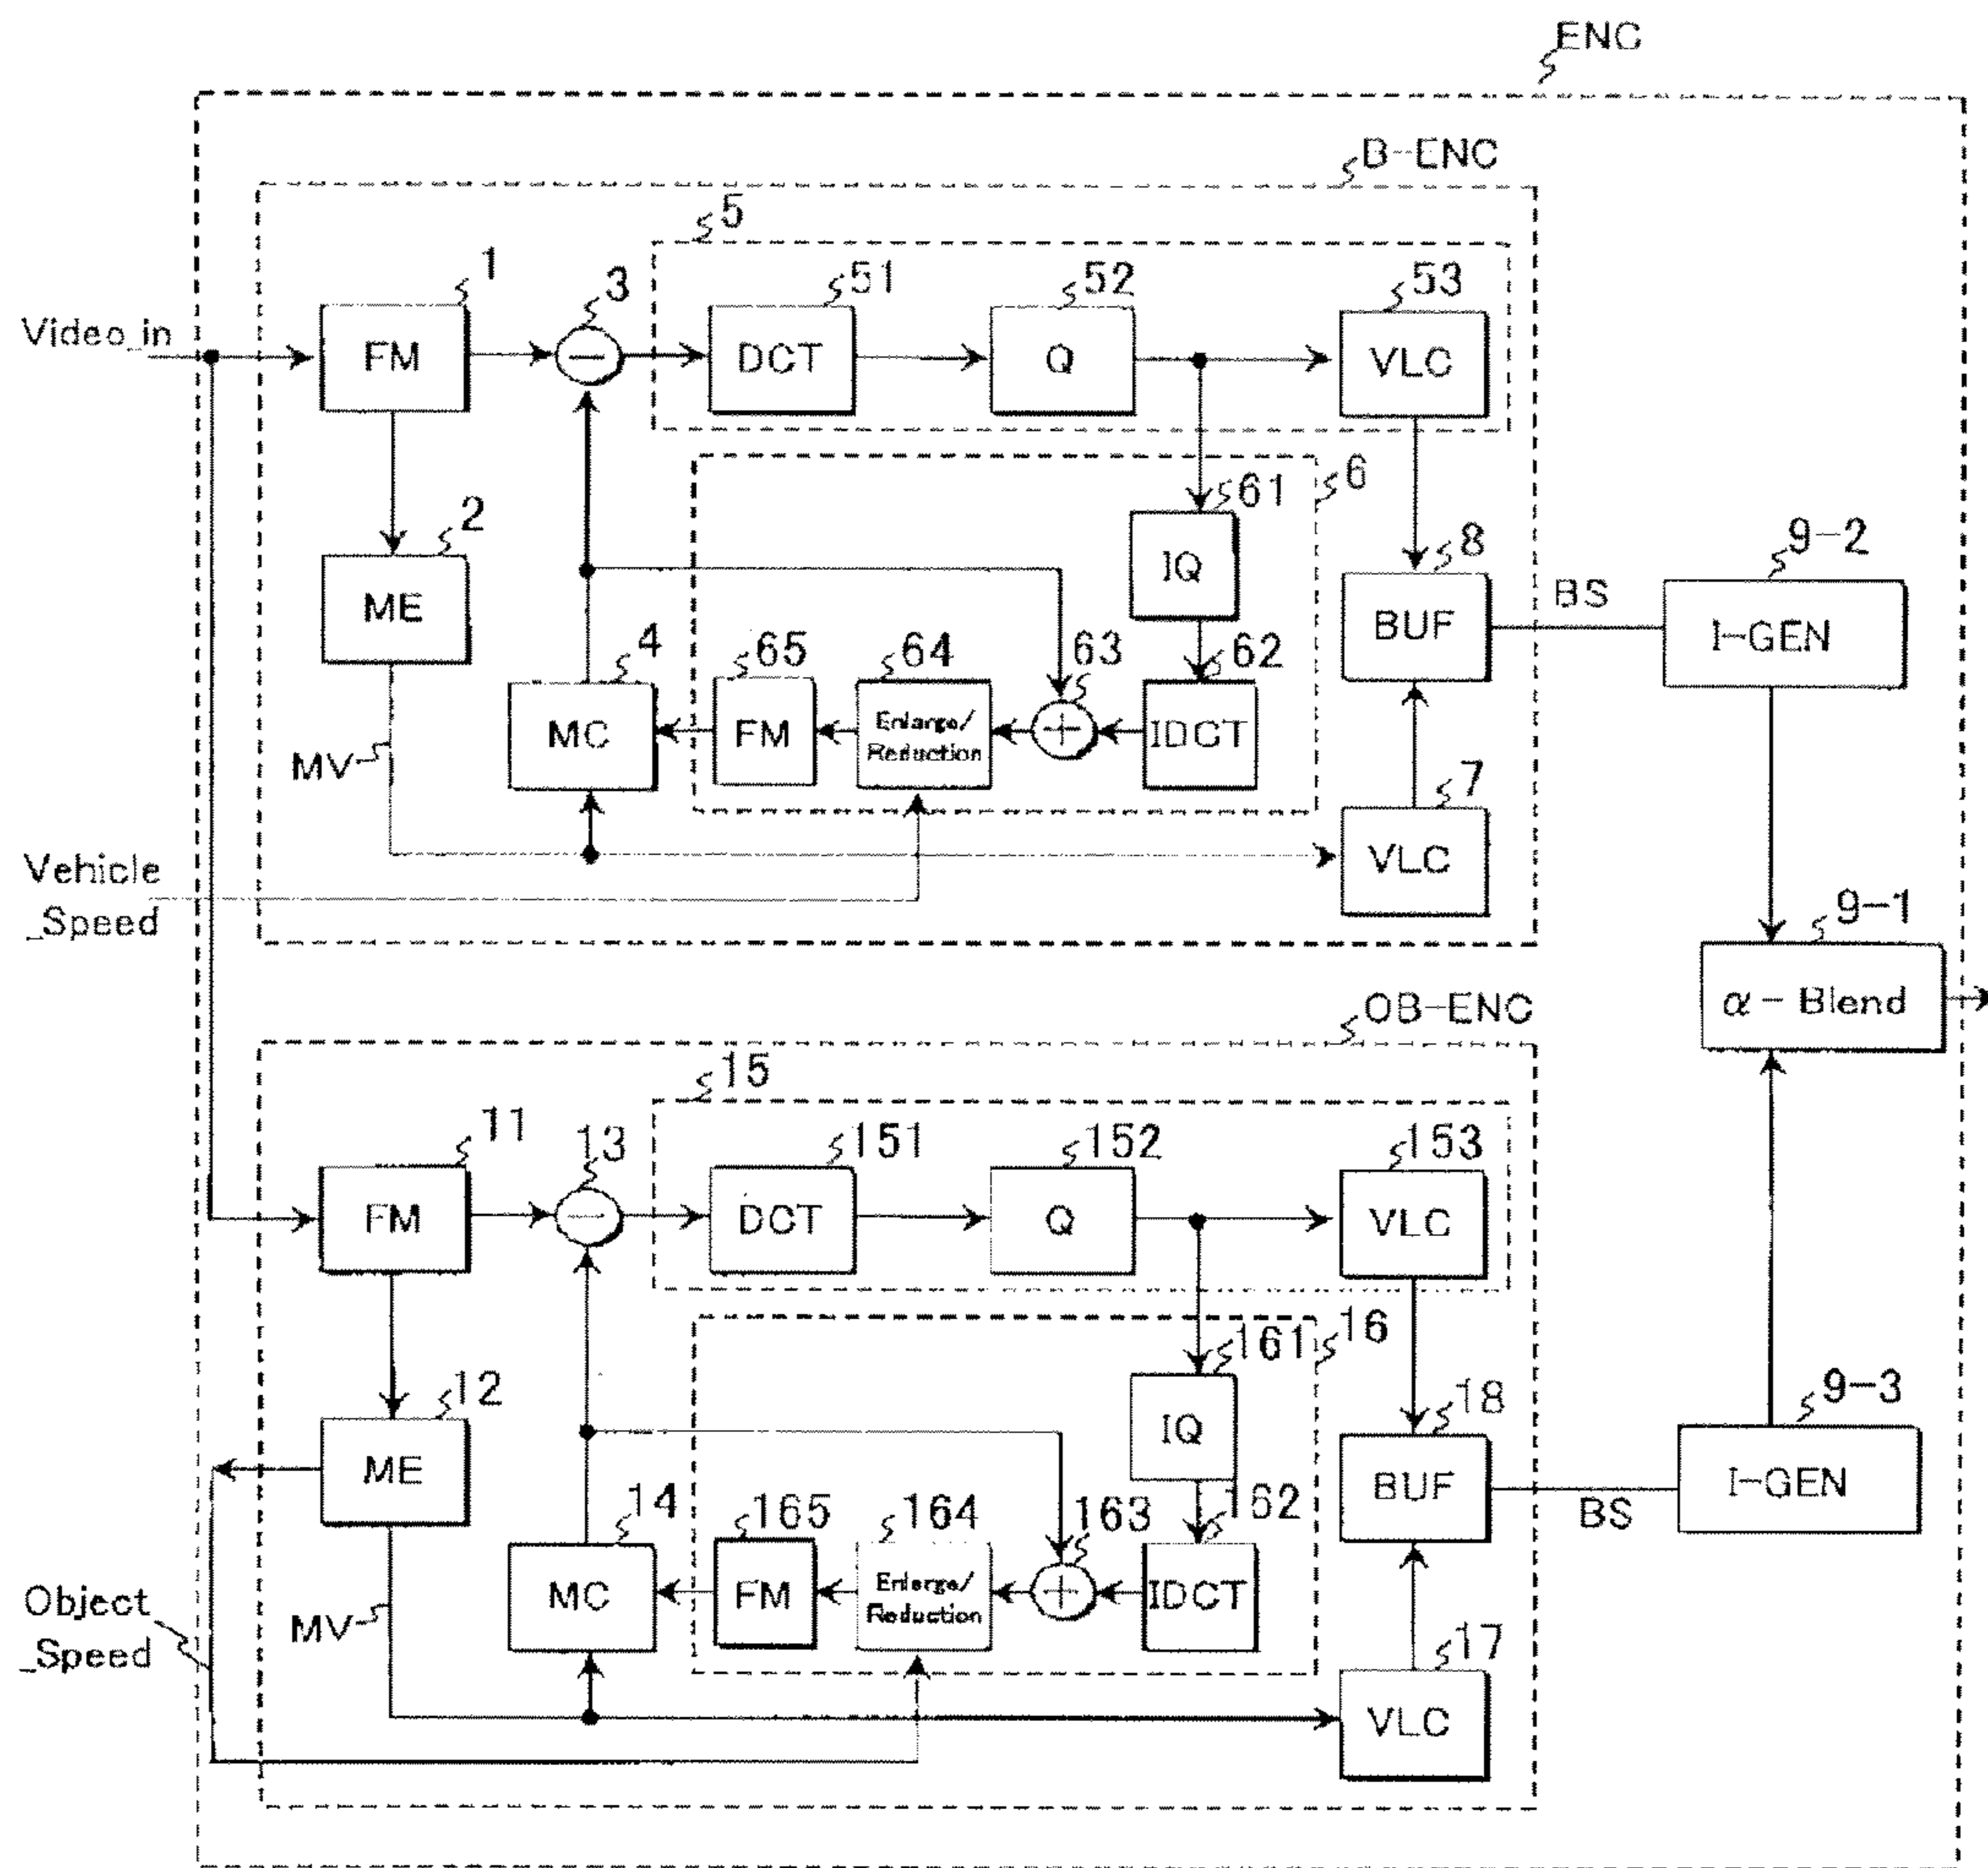 ENC
B-ENC
5
1
3
51
52
53
Video_in
FM
−
DCT
Q
VLC
2
61
6
8
9-2
ME
IQ
BUF
BS
I-GEN
4
65
64
63
62
MV
MC
FM
Enlarge/
Reduction
+
IDCT
7
Vehicle
_Speed
VLC
9-1
α- Blend
OB-ENC
15
11
13
151
152
153
FM
−
DCT
Q
VLC
12
161
16
18
9-3
ME
IQ
BUF
BS
I-GEN
14
165
164
163
162
Object
_Speed
MV
MC
FM
Enlarge/
Reduction
+
IDCT
17
VLC